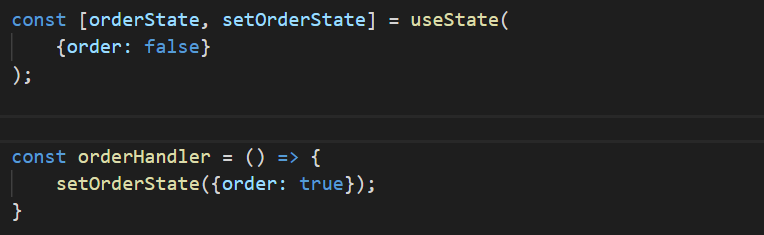 const [orderState, setOrderState] = useState(
    {order: false}
);
const orderHandler = () => {
    setOrderState({order: true});
}